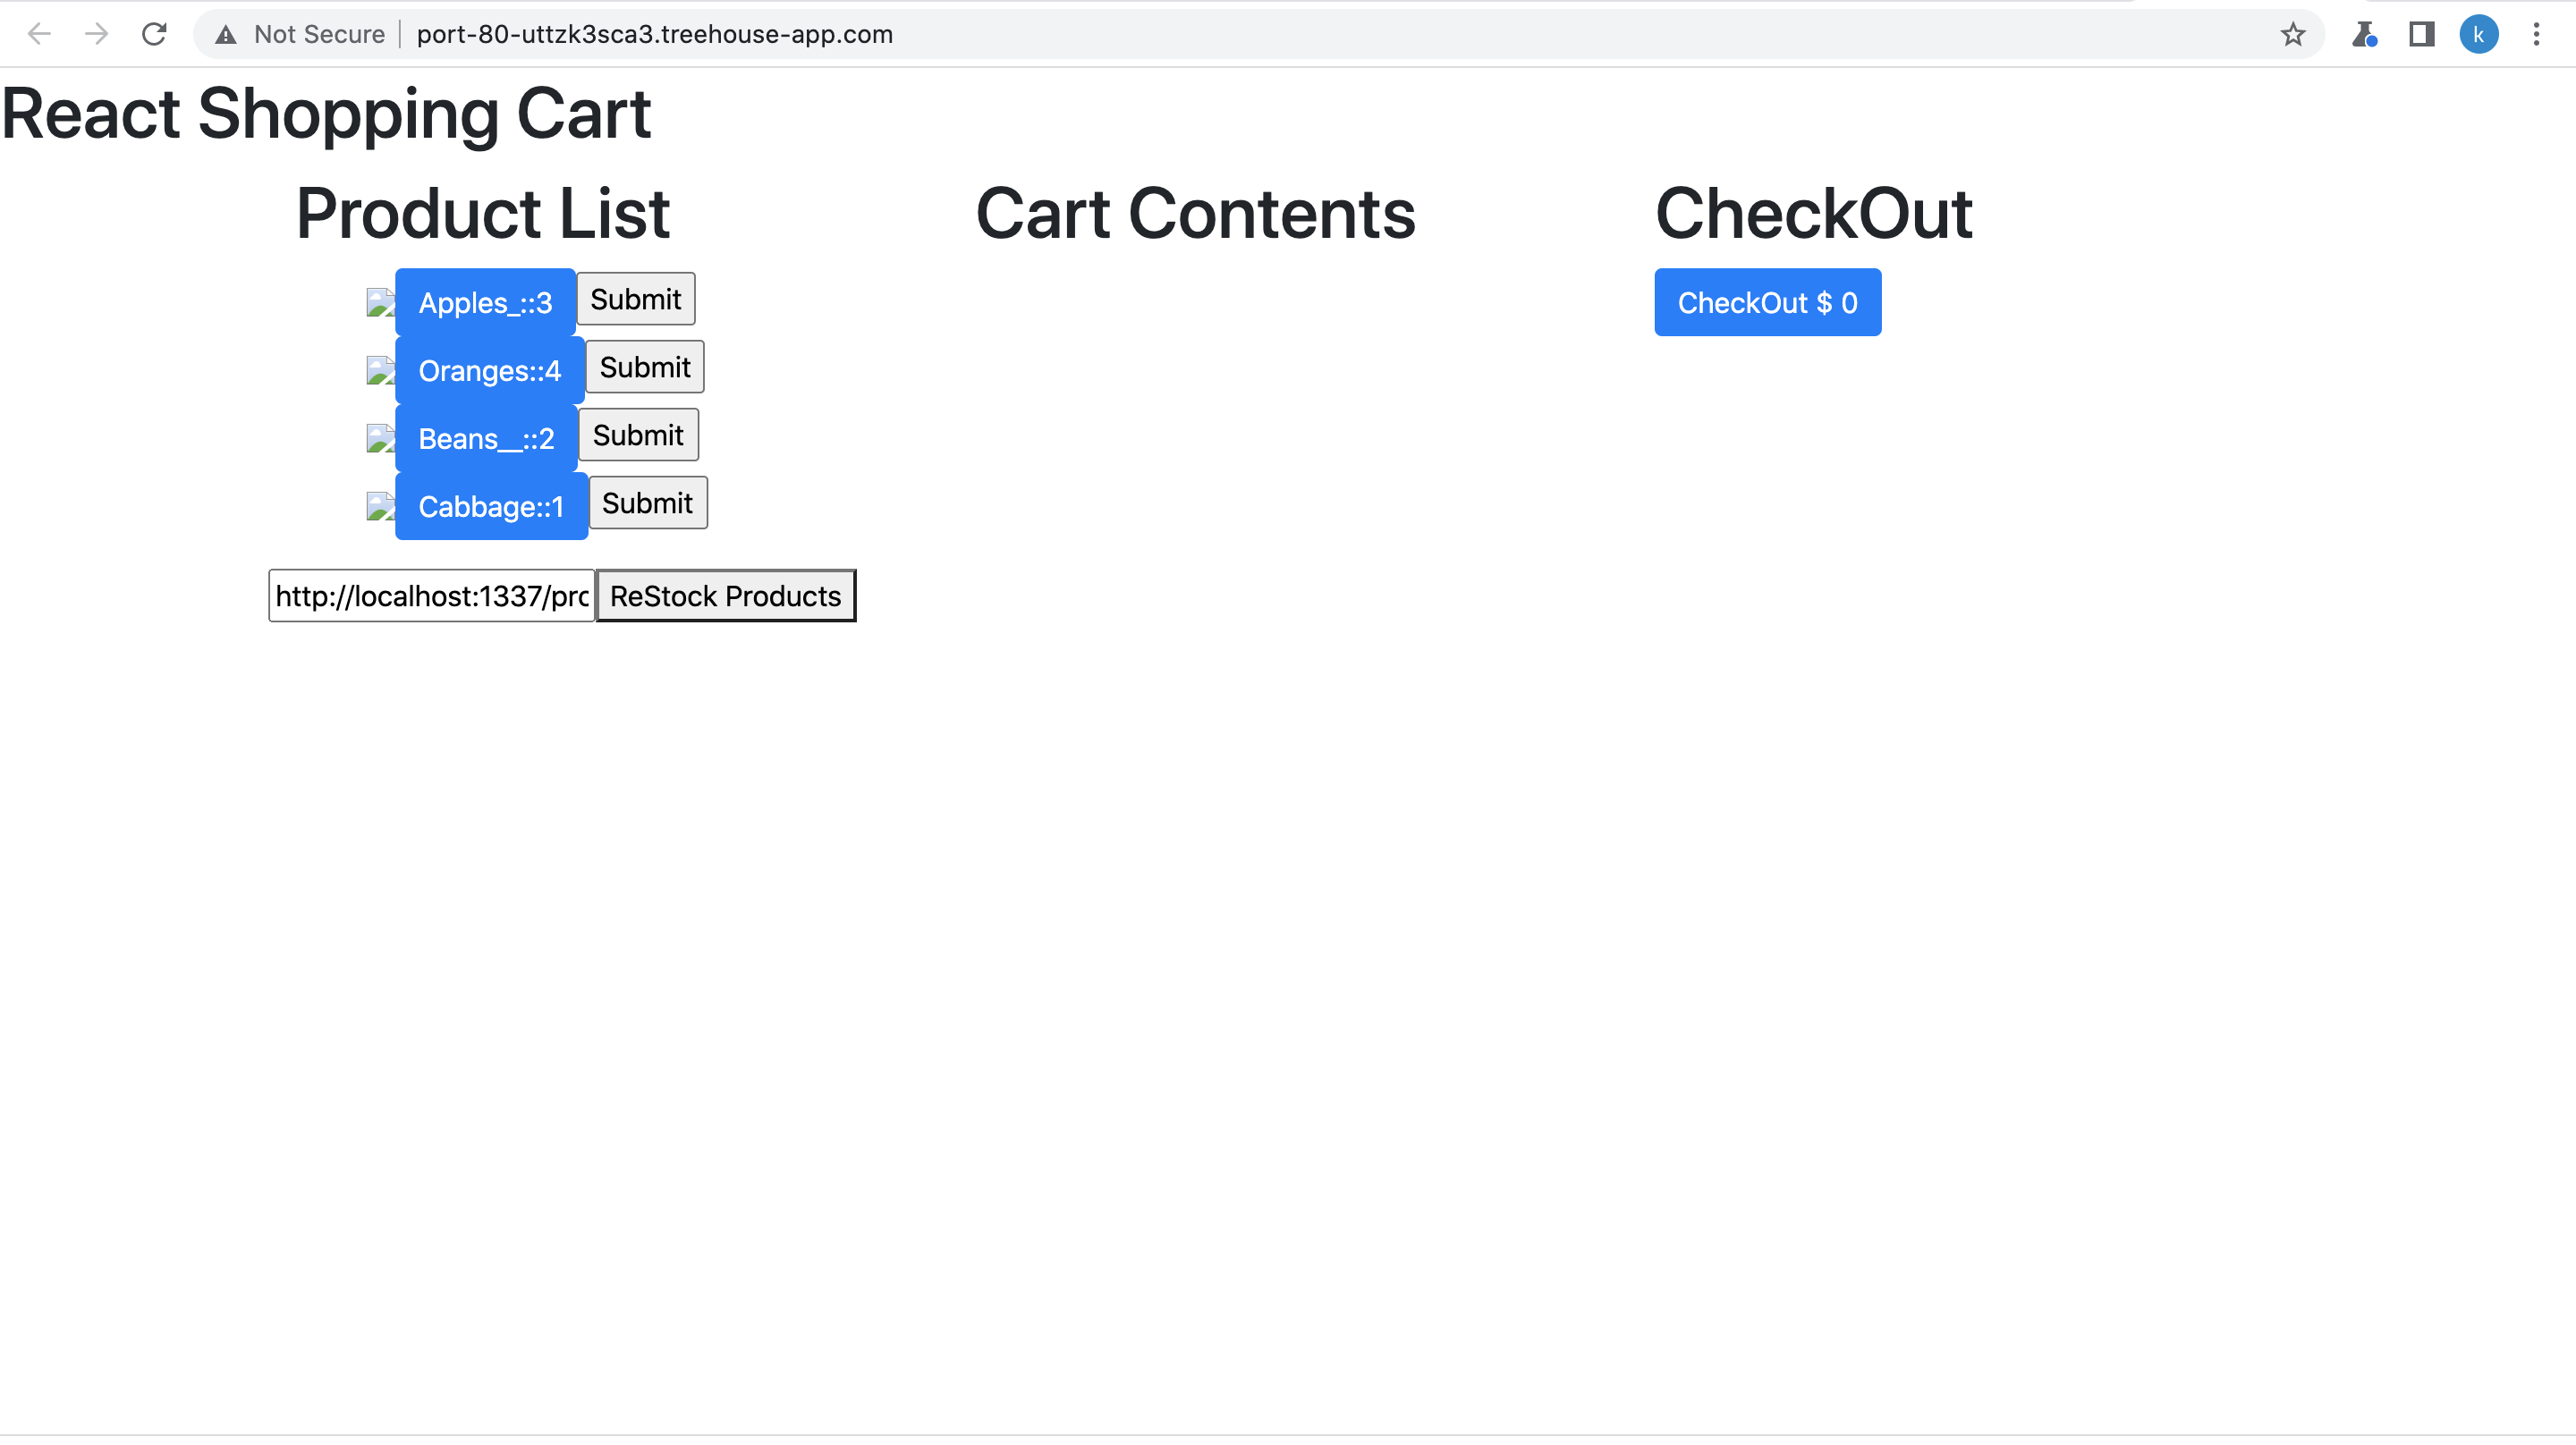 Not Secure port-80-uttzk3sca3.treehouse-app.com
k
React Shopping Cart
Product List Cart Contents CheckOut
Apples_::3 Submit CheckOut $ 0
Oranges::4 Submit
Beans__::2 Submit
Cabbage::1 Submit
http://localhost:1337/pro ReStock Products